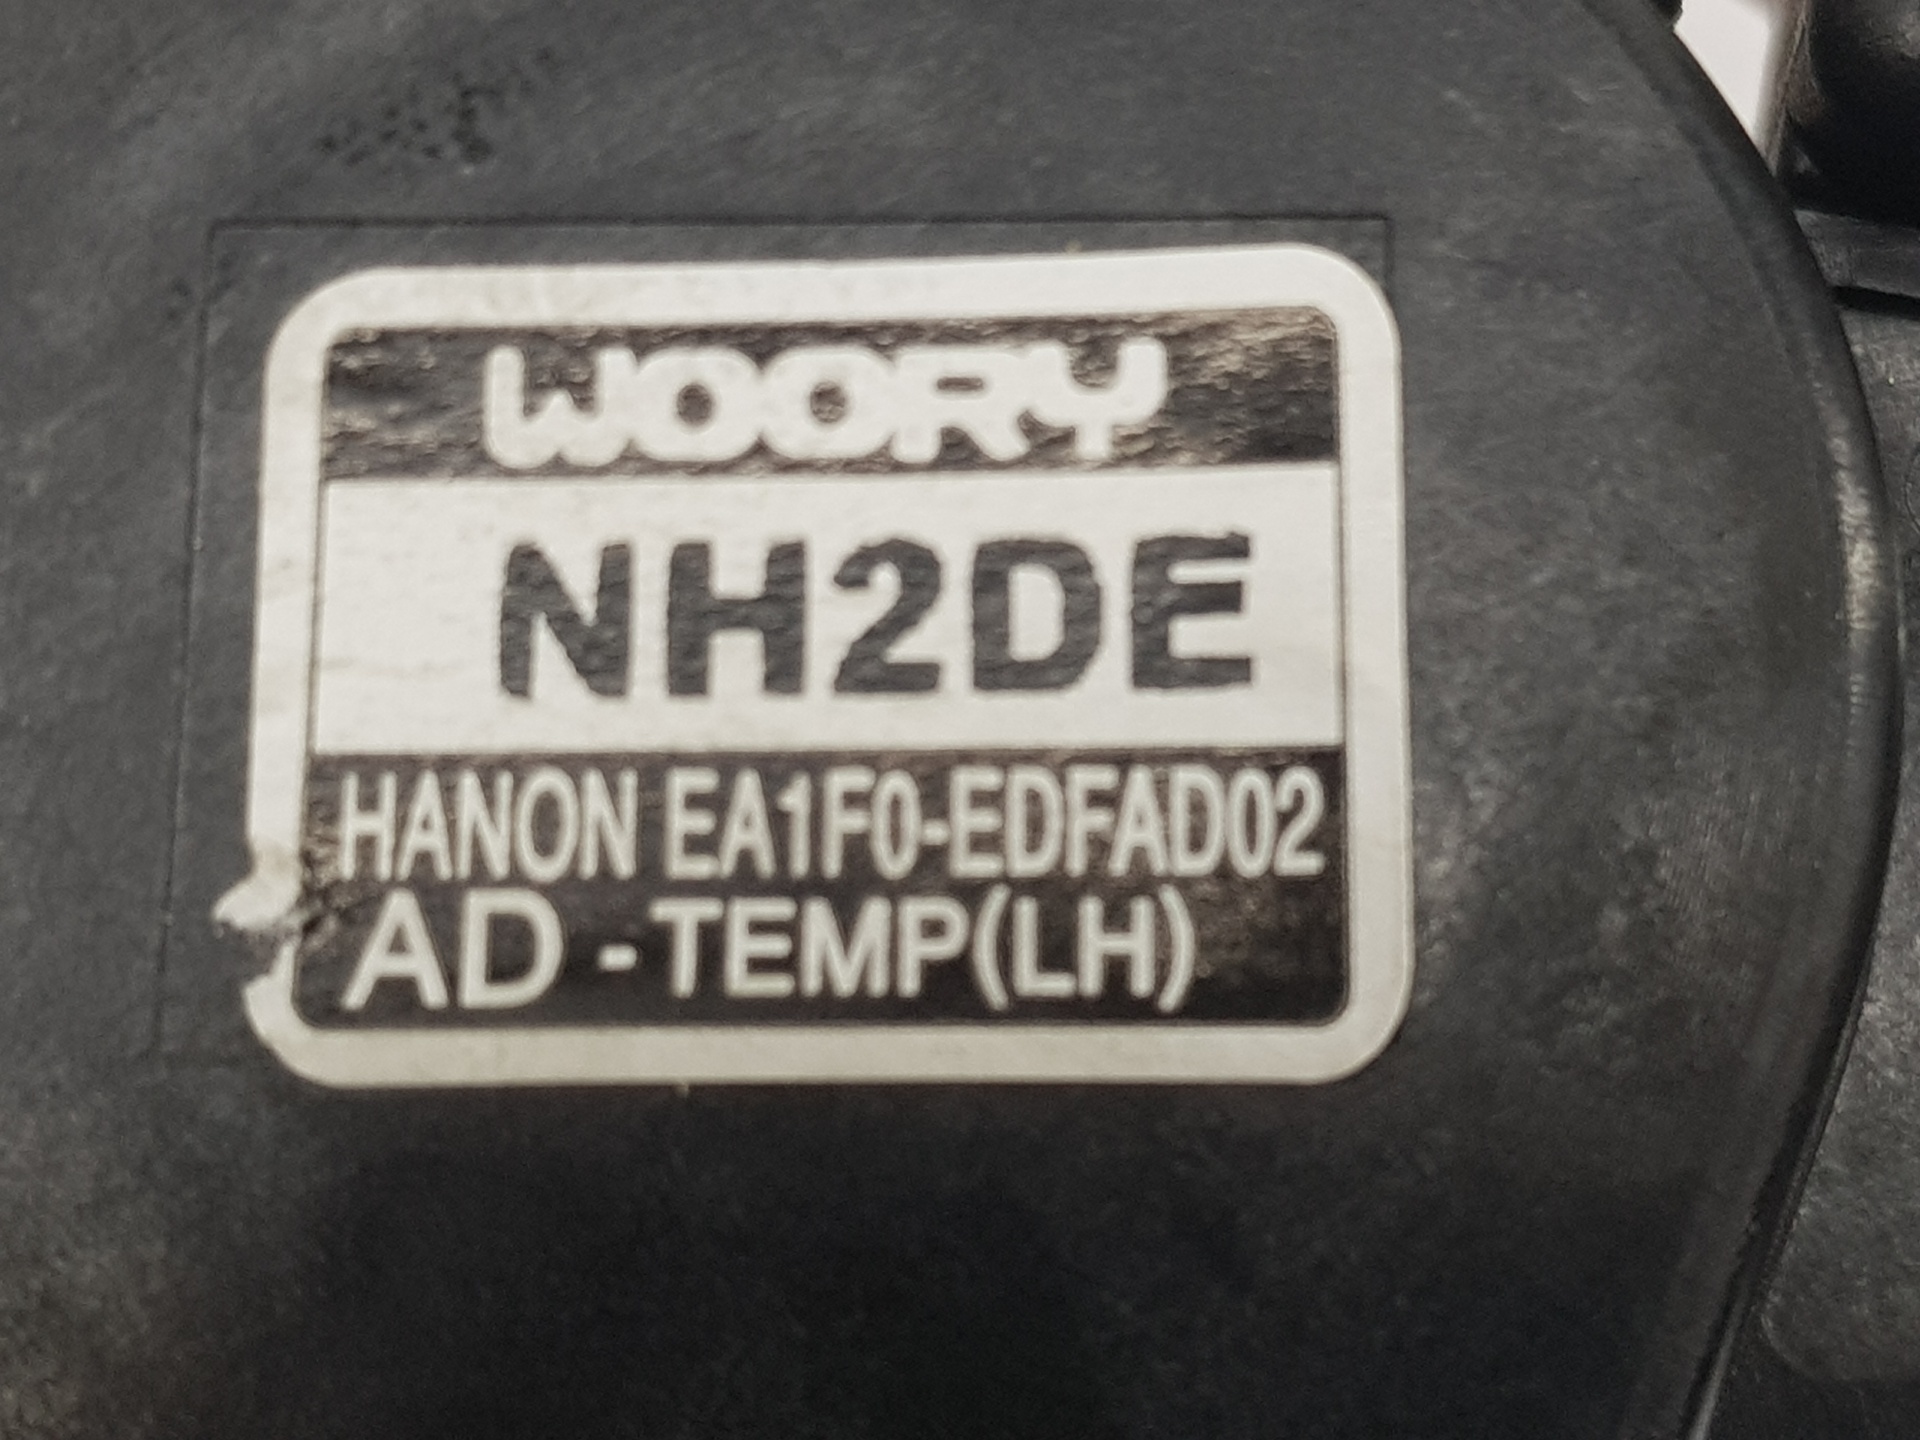 WOORY
NH2DE
HANON EA1F0-EDFAD02
AD - TEMP(LH)